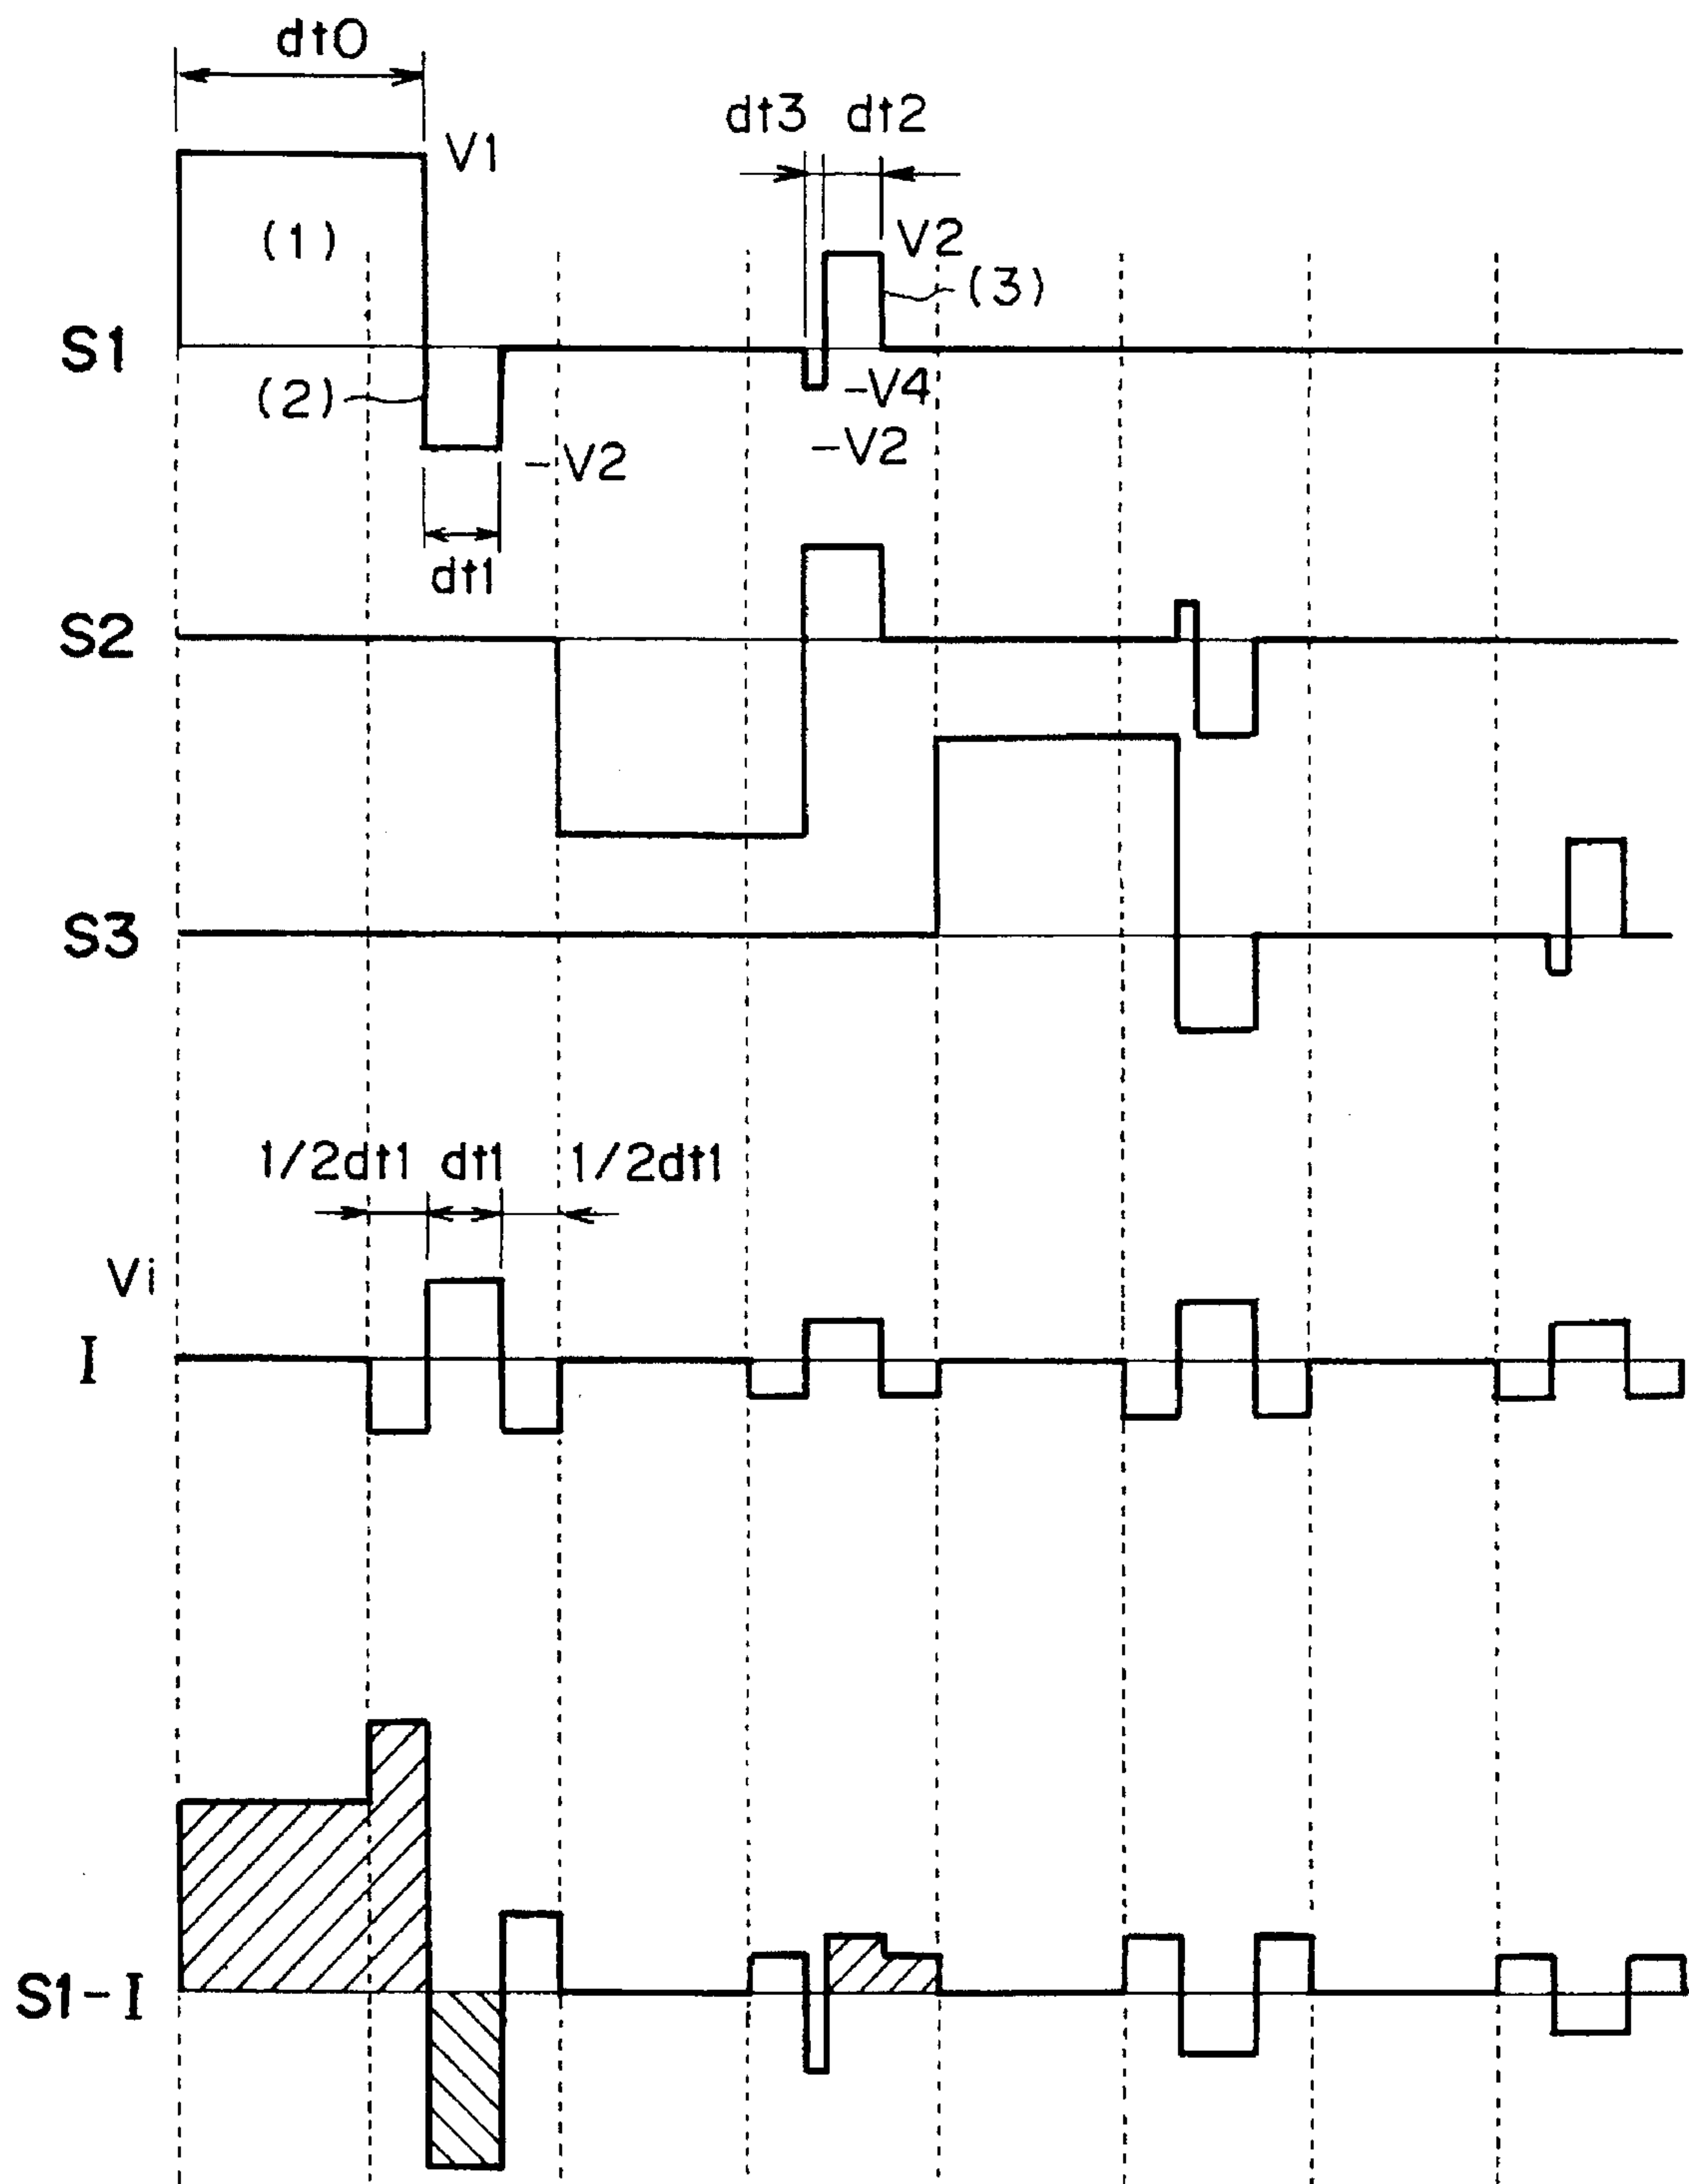 dt0
dt3 dt2
V1
(1)
V2
(3)
S1
(2)
-V4
-V2
-V2
dt1
S2
S3
1/2dt1 dt1 1/2dt1
Vi
I
S1-I